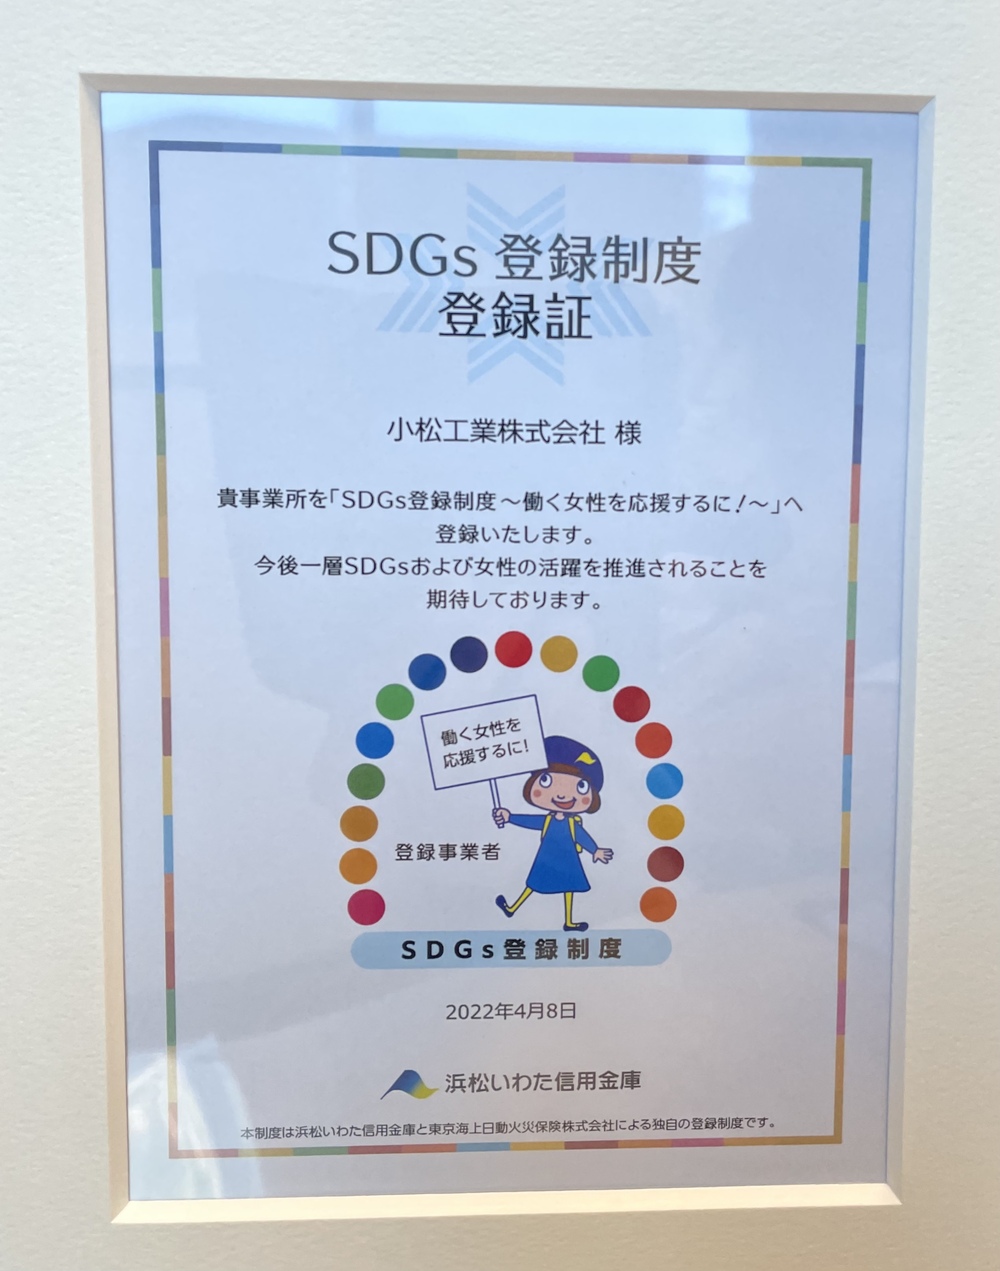 SDGs 登録制度
登録証
小松工業株式会社 様
貴事業所を「SDGs登録制度～働く女性を応援するに！～」へ
登録いたします。
今後一層SDGsおよび女性の活躍を推進されることを
期待しております。
働く女性を
応援するに!
登録事業者
SDGs登録制度
2022年4月8日
浜松いわた信用金庫
本制度は浜松いわた信用金庫と東京海上日動火災保険株式会社による独自の登録制度です。